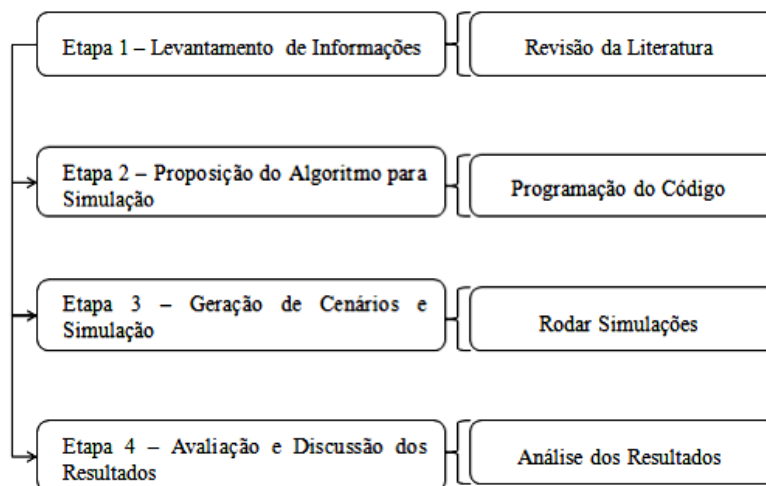 Etapa 1 – Levantamento de Informações
Revisão da Literatura
Etapa 2 – Proposição do Algoritmo para
Simulação
Programação do Código
Etapa 3 – Geração de Cenários e
Simulação
Rodar Simulações
Etapa 4 – Avaliação e Discussão dos
Resultados
Análise dos Resultados